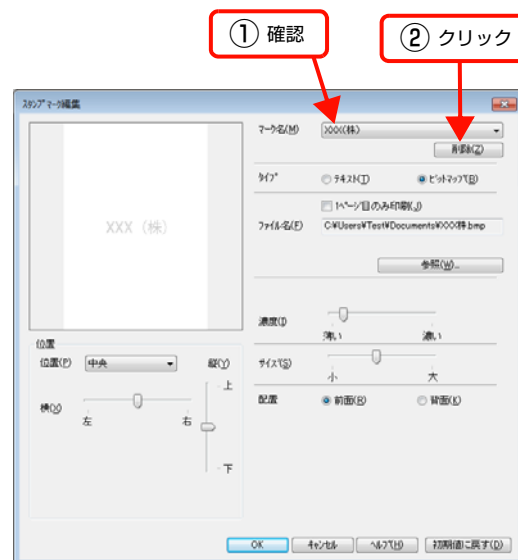 ① 確認
② クリック
スタンプマーク編集
マーク名(M)
XXX(株)
削除(Z)
タイプ
テキスト(T)
ビットマップ(B)
1ページ目のみ印刷(J)
ファイル名(F)
C:¥Users¥Test¥Documents¥XXX株.bmp
参照(W)...
XXX (株)
濃度(I)
薄い
濃い
サイズ(S)
小
大
配置
前面(R)
背面(K)
位置
位置(P)
中央
縦(Y)
上
横(X)
左
右
下
OK
キャンセル
ヘルプ(H)
初期値に戻す(D)